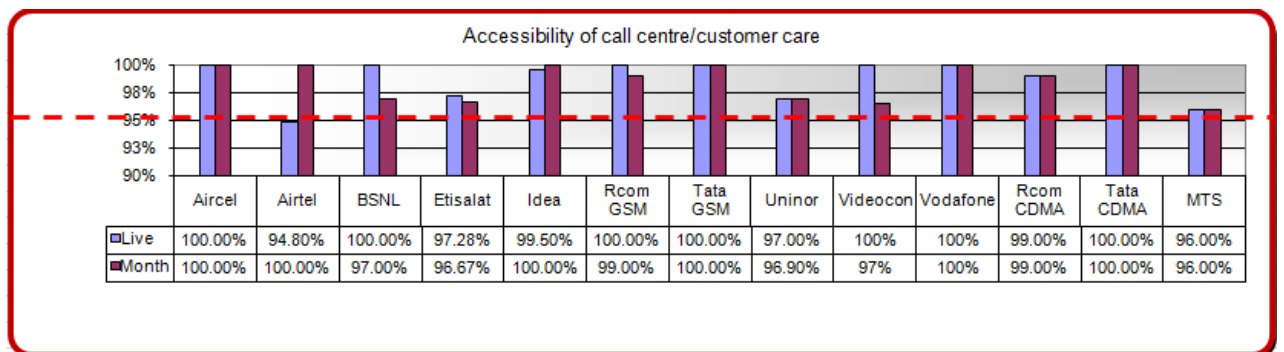 Accessibility of call centre/customer care
100%
98%
95%
93%
90%
Aircel Airtel BSNL Etisalat Idea Rcom GSM Tata GSM Uninor Videocon Vodafone Rcom CDMA Tata CDMA MTS
Live 100.00% 94.80% 100.00% 97.28% 99.50% 100.00% 100.00% 97.00% 100% 100% 99.00% 100.00% 96.00%
Month 100.00% 100.00% 97.00% 96.67% 100.00% 99.00% 100.00% 96.90% 97% 100% 99.00% 100.00% 96.00%